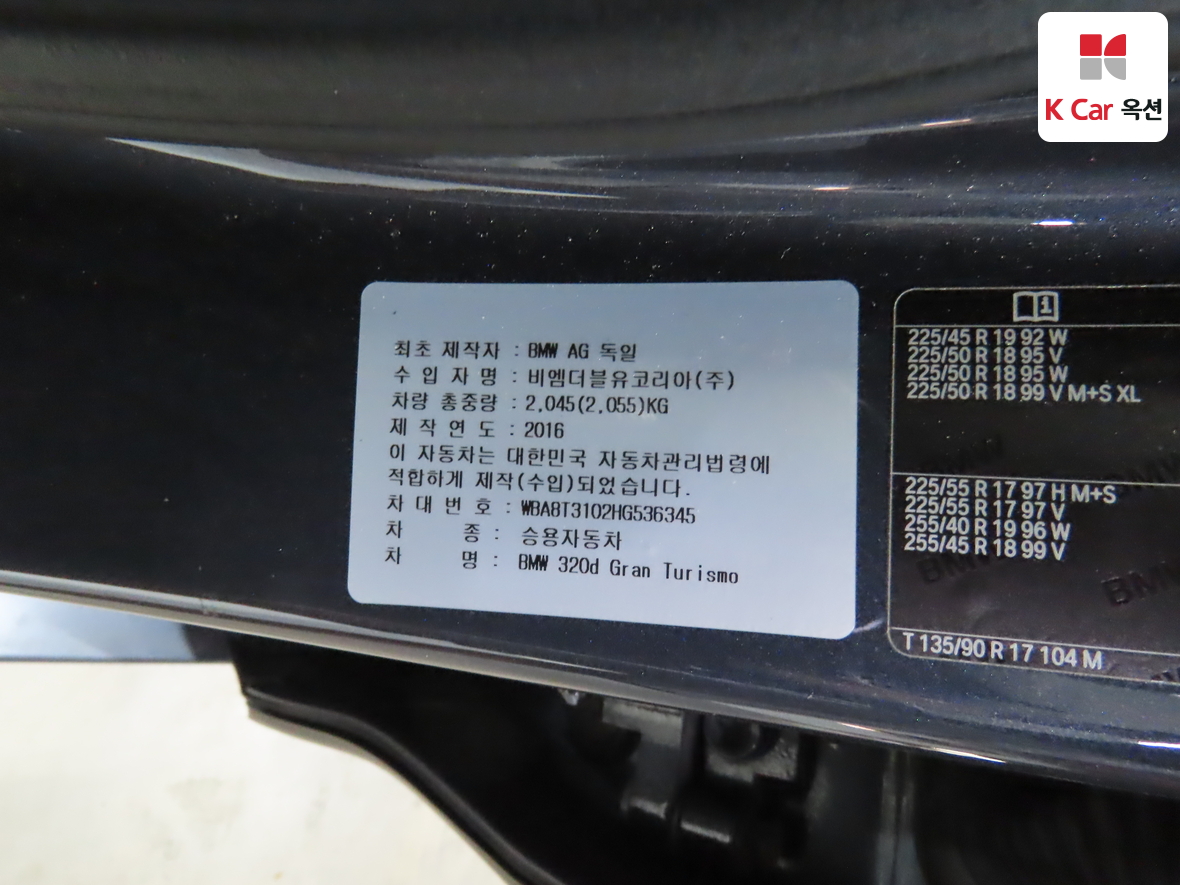 K Car 옥션
최초 제작자 : BMW AG 독일
수 입 자 명 : 비엠더블유코리아(주)
차량 총중량 : 2,045(2,055)KG
제 작 연 도 : 2016
이 자동차는 대한민국 자동차관리법령에
적합하게 제작(수입)되었습니다.
차 대 번 호 : WBA8T3102HG536345
차 종 : 승용자동차
차 명 : BMW 320d Gran Turismo
225/45 R 19 92 W
225/50 R 18 95 V
225/50 R 18 95 W
225/50 R 18 99 V M+S XL
225/55 R 17 97 H M+S
225/55 R 17 97 V
255/40 R 19 96 W
255/45 R 18 99 V
T 135/90 R 17 104 M